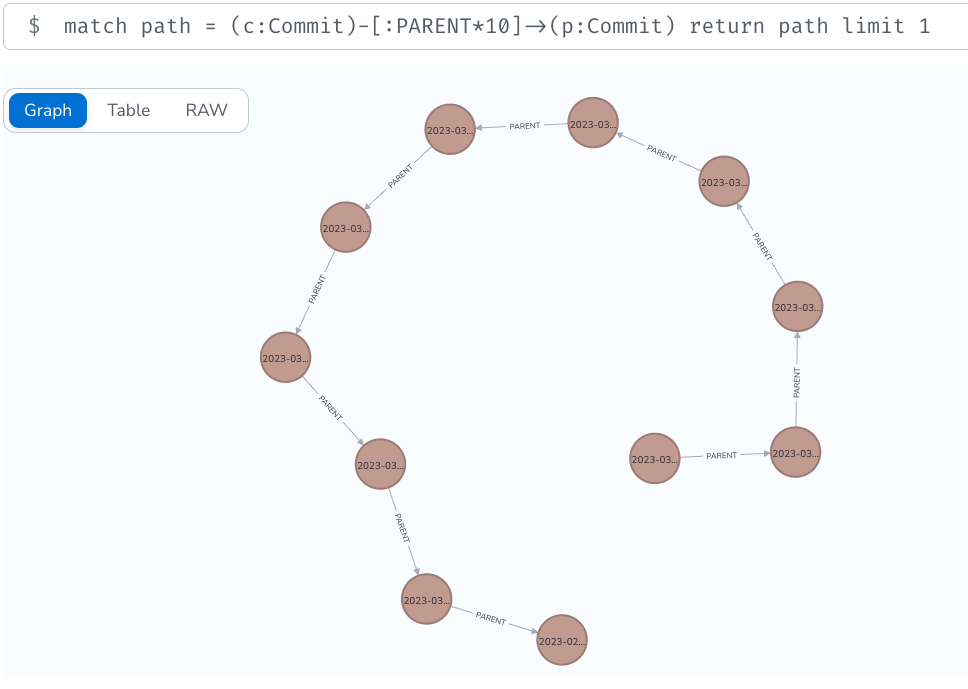 $ match path = (c:Commit)-[:PARENT*10]->(p:Commit) return path limit 1
Graph Table RAW
2023-03… PARENT 2023-03…
PARENT
2023-03…
PARENT
2023-03…
PARENT
PARENT
2023-03…
2023-03…
PARENT
PARENT
2023-03…
2023-03… PARENT 2023-03…
PARENT
2023-03…
PARENT
2023-02…